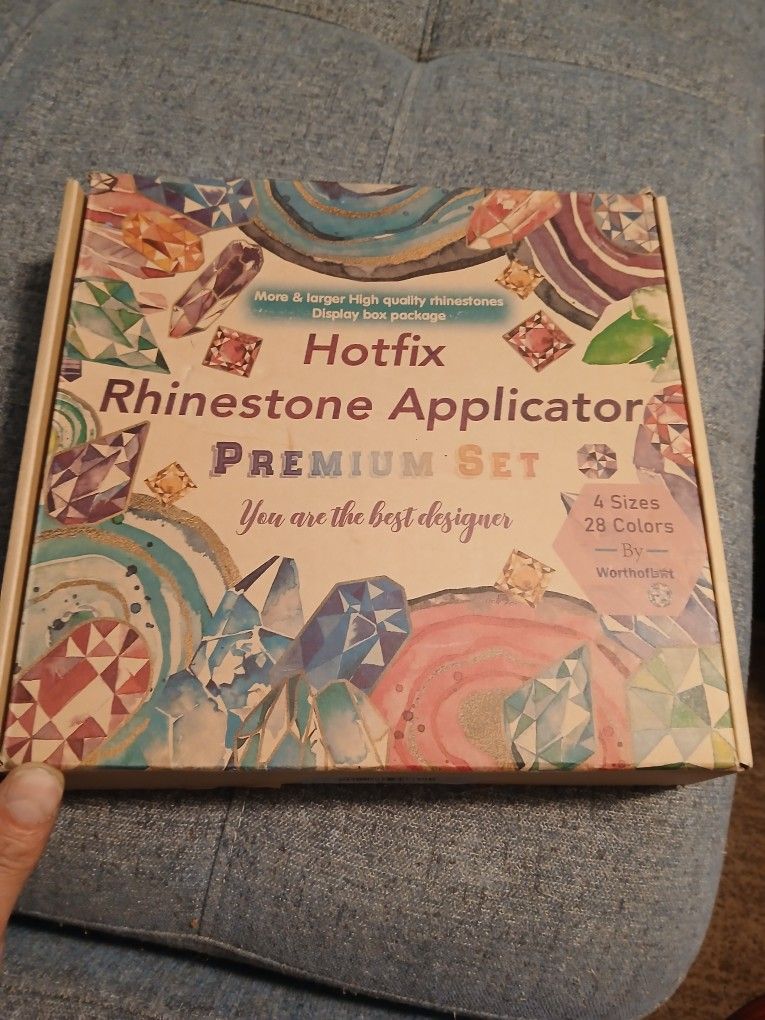 More & larger High quality rhinestones
Display box package
Hotfix
Rhinestone Applicator
PREMIUM SET
You are the best designer
4 Sizes
28 Colors
By